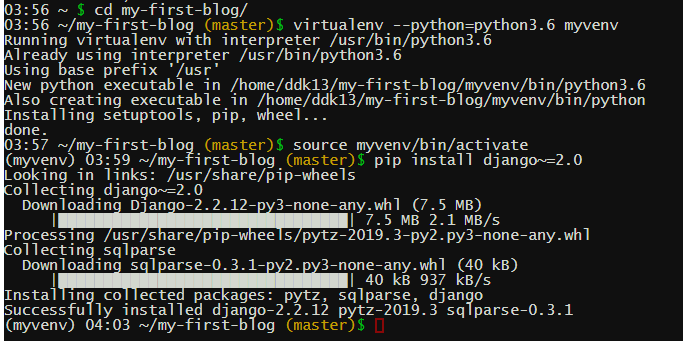 03:56 ~ $ cd my-first-blog/
03:56 ~/my-first-blog (master)$ virtualenv --python=python3.6 myvenv
Running virtualenv with interpreter /usr/bin/python3.6
Already using interpreter /usr/bin/python3.6
Using base prefix '/usr'
New python executable in /home/ddk13/my-first-blog/myvenv/bin/python3.6
Also creating executable in /home/ddk13/my-first-blog/myvenv/bin/python
Installing setuptools, pip, wheel...
done.
03:57 ~/my-first-blog (master)$ source myvenv/bin/activate
(myvenv) 03:59 ~/my-first-blog (master)$ pip install django~=2.0
Looking in links: /usr/share/pip-wheels
Collecting django~=2.0
  Downloading Django-2.2.12-py3-none-any.whl (7.5 MB)
     |████████████████████████████████| 7.5 MB 2.1 MB/s
Processing /usr/share/pip-wheels/pytz-2019.3-py2.py3-none-any.whl
Collecting sqlparse
  Downloading sqlparse-0.3.1-py2.py3-none-any.whl (40 kB)
     |████████████████████████████████| 40 kB 937 kB/s
Installing collected packages: pytz, sqlparse, django
Successfully installed django-2.2.12 pytz-2019.3 sqlparse-0.3.1
(myvenv) 04:03 ~/my-first-blog (master)$